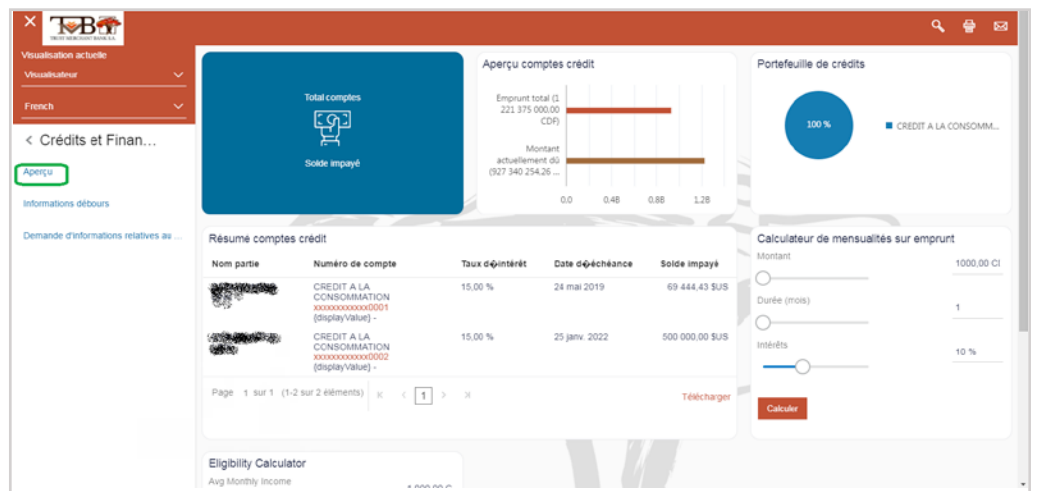 TMB
TRUST MERCHANT BANK S.A.
Visualisation actuelle
Visualisateur
French
< Crédits et Finan...
Aperçu
Informations débours
Demande d'informations relatives au ...
Total comptes
Solde impayé
Aperçu comptes crédit
Emprunt total (1
221 375 000.00
CDF)
Montant
actuellement dû
(927 340 254.26 ...
0.0 0.4B 0.8B 1.2B
Portefeuille de crédits
100 %
CREDIT A LA CONSOMM...
Résumé comptes crédit
Nom partie Numéro de compte Taux d�intérêt Date d�échéance Solde impayé
CREDIT A LA
CONSOMMATION
xxxxxxxxxxxx0001
{displayValue} -
15,00 % 24 mai 2019 69 444,43 $US
CREDIT A LA
CONSOMMATION
xxxxxxxxxxxx0002
{displayValue} -
15,00 % 25 janv. 2022 500 000,00 $US
Page 1 sur 1 (1-2 sur 2 éléments) K < 1 > >|
Télécharger
Calculateur de mensualités sur emprunt
Montant
1000,00 CI
Durée (mois)
1
Intérêts
10 %
Calculer
Eligibility Calculator
Avg Monthly Income